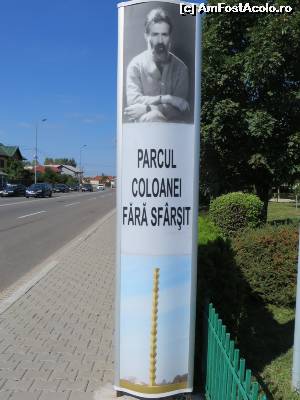 [c] AmFostAcolo.ro
PARCUL
COLOANEI
FĂRĂ SFÂRŞIT